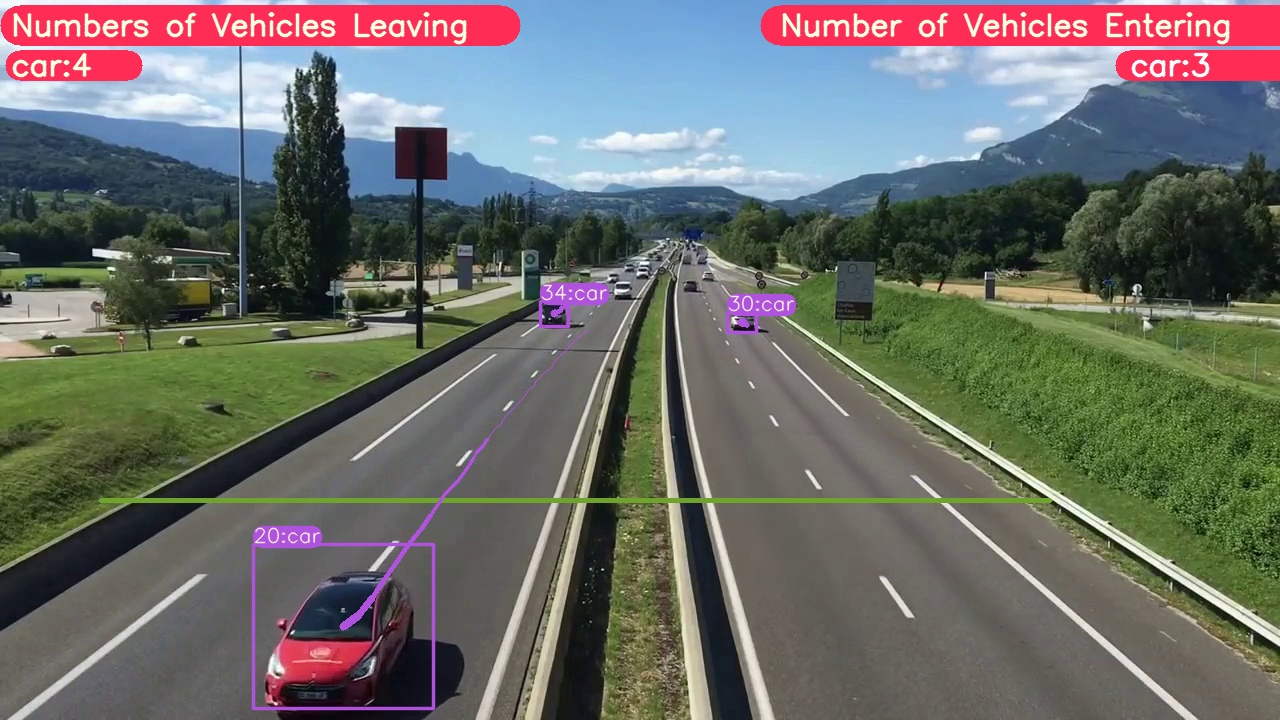 Numbers of Vehicles Leaving
Number of Vehicles Entering
car:4
car:3
34:car
30:car
20:car